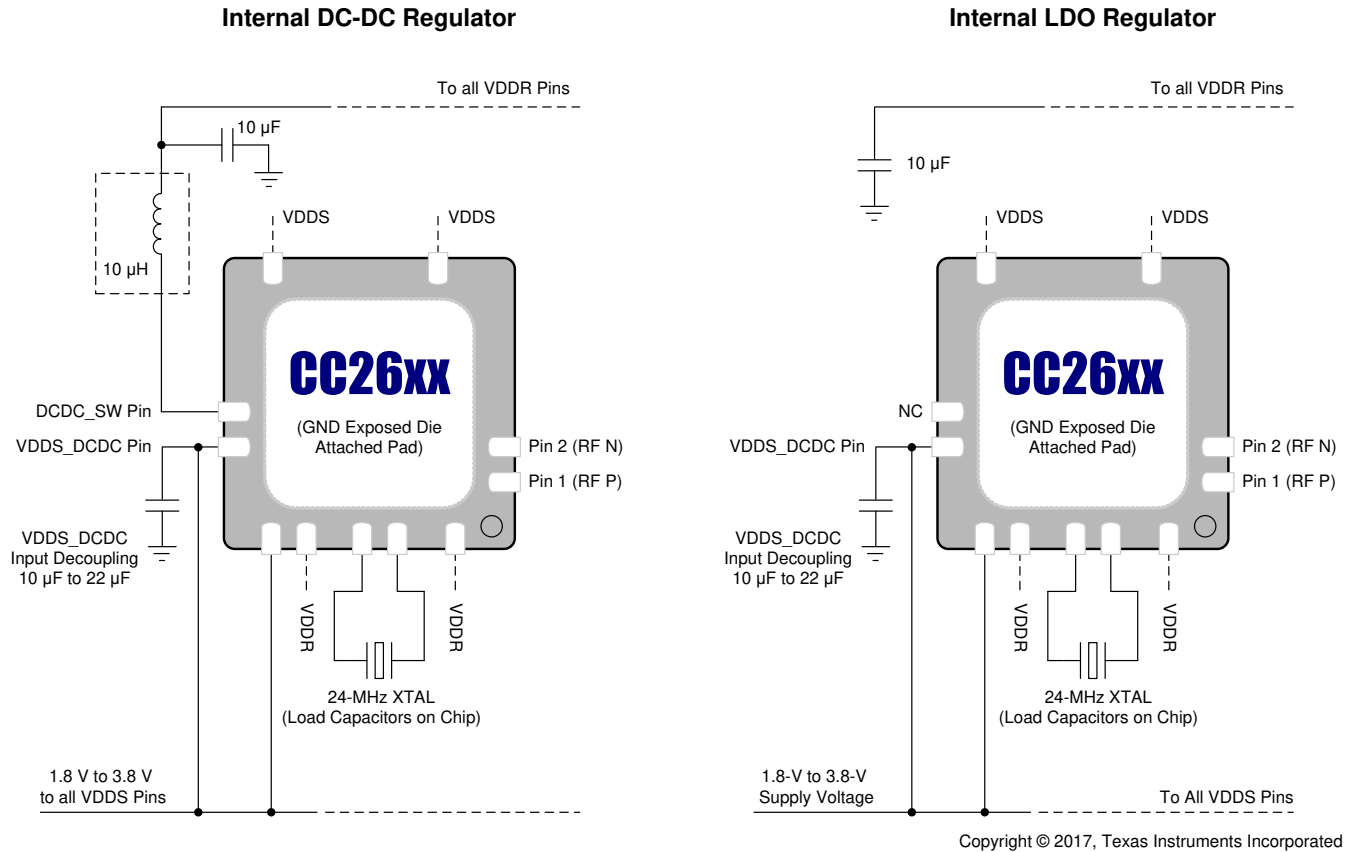 Internal DC-DC Regulator
To all VDDR Pins
10 µF
10 µH
VDDS
VDDS
CC26xx
(GND Exposed Die
Attached Pad)
DCDC_SW Pin
VDDS_DCDC Pin
Pin 2 (RF N)
Pin 1 (RF P)
VDDS_DCDC
Input Decoupling
10 µF to 22 µF
VDDR
VDDR
24-MHz XTAL
(Load Capacitors on Chip)
1.8 V to 3.8 V
to all VDDS Pins
Internal LDO Regulator
To all VDDR Pins
10 µF
VDDS
VDDS
CC26xx
(GND Exposed Die
Attached Pad)
NC
VDDS_DCDC Pin
Pin 2 (RF N)
Pin 1 (RF P)
VDDS_DCDC
Input Decoupling
10 µF to 22 µF
VDDR
VDDR
24-MHz XTAL
(Load Capacitors on Chip)
1.8-V to 3.8-V
Supply Voltage
To All VDDS Pins
Copyright © 2017, Texas Instruments Incorporated